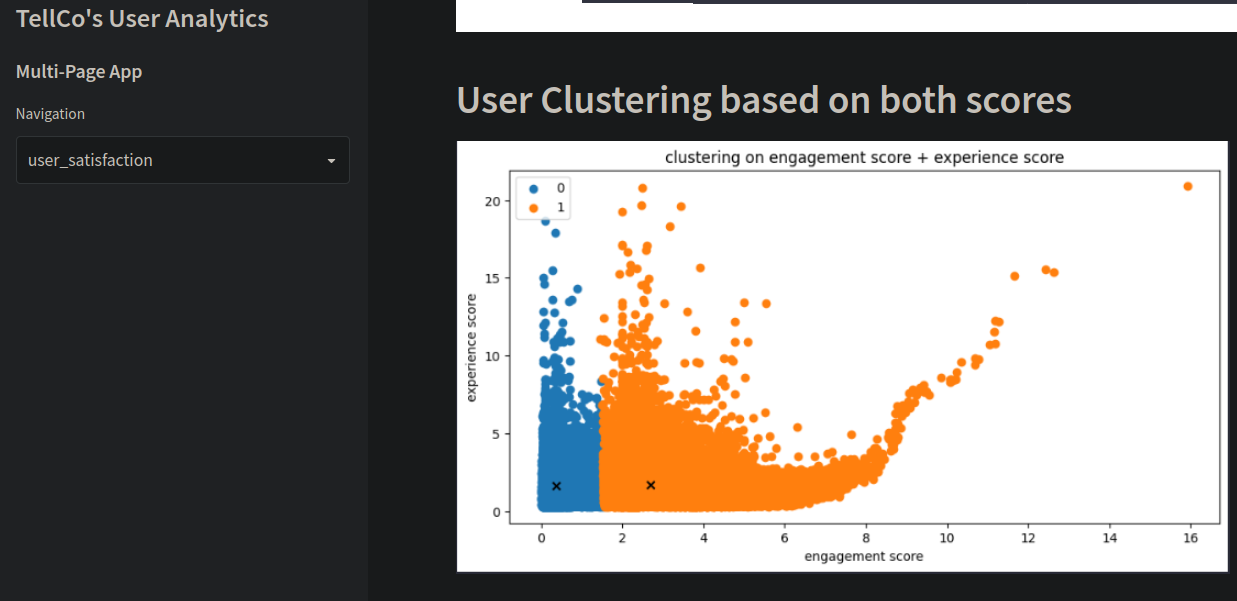 TellCo's User Analytics
Multi-Page App
Navigation
user_satisfaction
User Clustering based on both scores
clustering on engagement score + experience score
0
1
20
15
10
5
0
experience score
0 2 4 6 8 10 12 14 16
engagement score